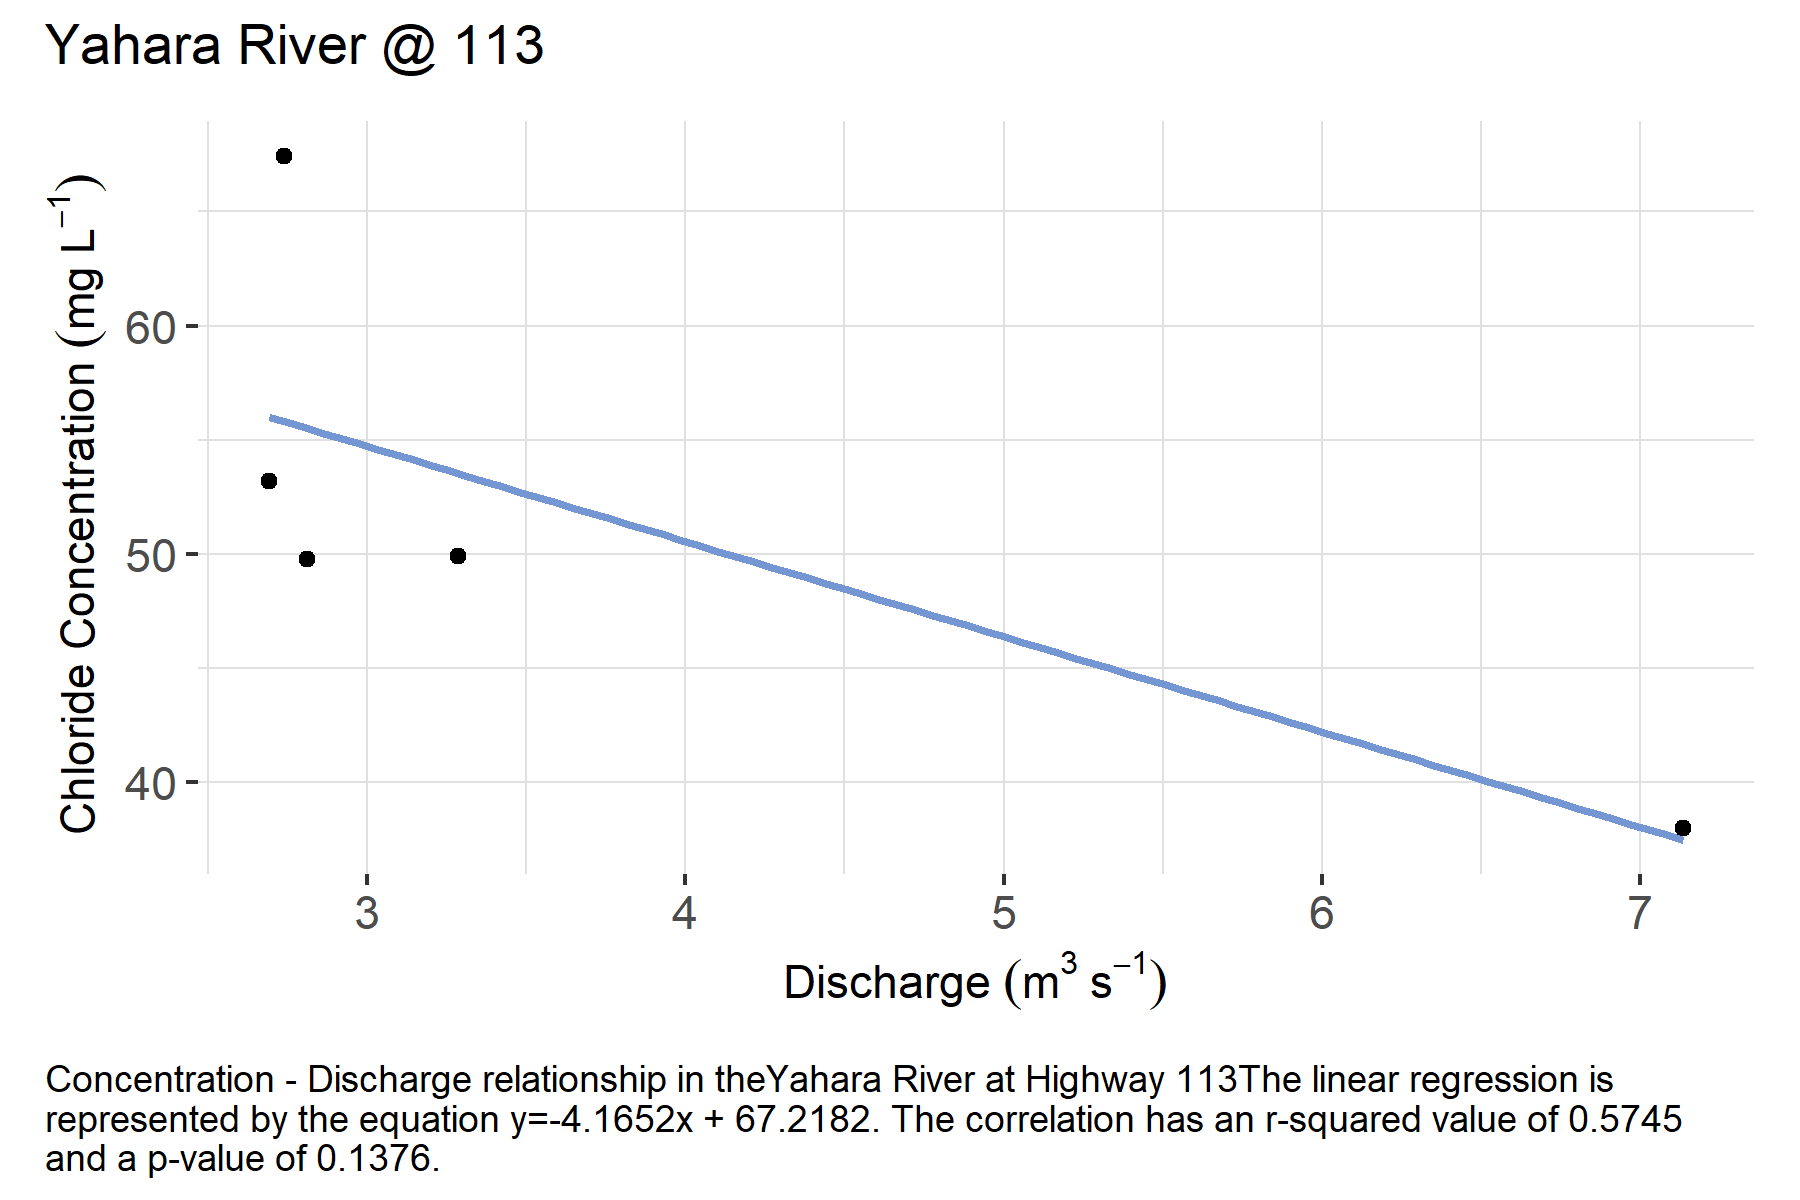 Yahara River @ 113
Chloride Concentration (mg L⁻¹)
60
50
40
3 4 5 6 7
Discharge (m³ s⁻¹)
Concentration - Discharge relationship in theYahara River at Highway 113The linear regression is
represented by the equation y=-4.1652x + 67.2182. The correlation has an r-squared value of 0.5745
and a p-value of 0.1376.